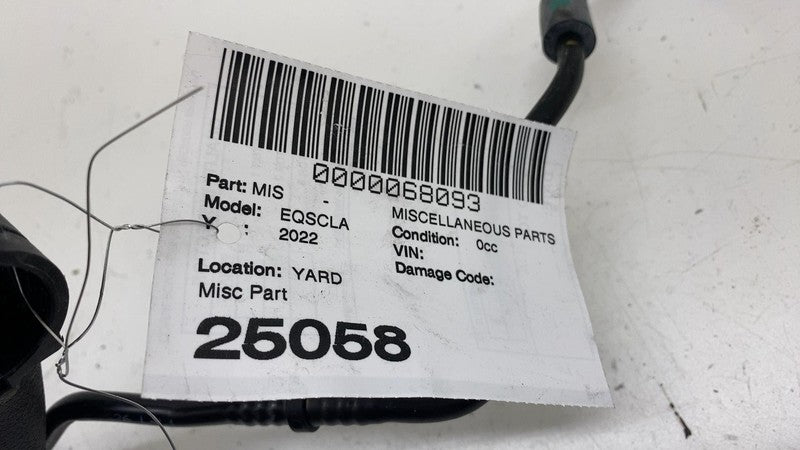 0000068093
Part: MIS -
MISCELLANEOUS PARTS
Model: EQSCLA
Condition: 0cc
Y : 2022
VIN:
Damage Code:
Location: YARD
Misc Part
25058